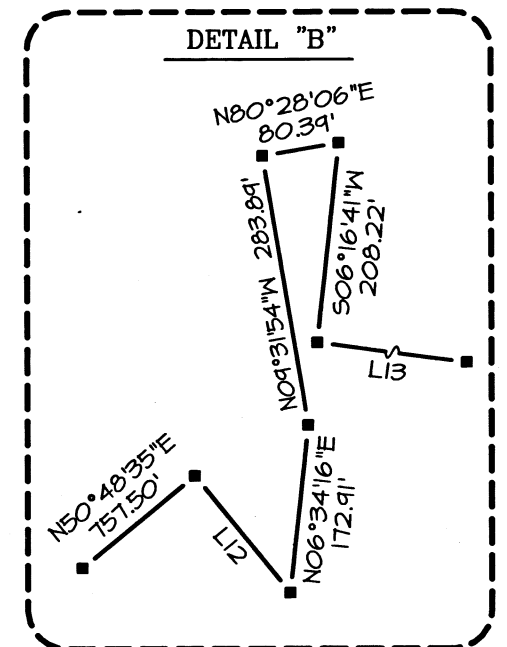 DETAIL "B"
N80°28'06"E
80.39'
N09°31'54"W 283.89'
S06°16'41"W
208.22'
L13
N50°48'35"E
757.50'
L12
N06°34'16"E
172.91'